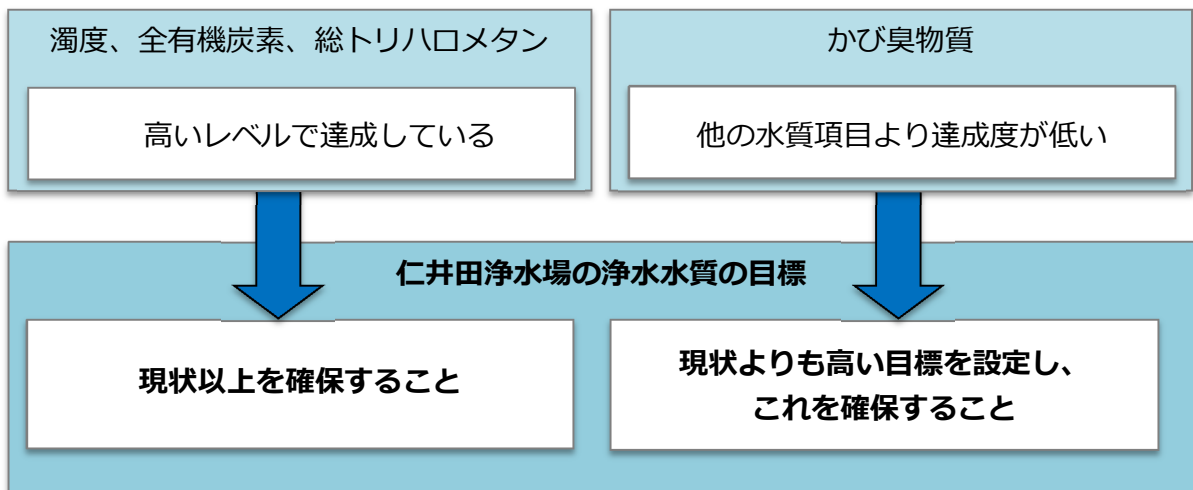 濁度、全有機炭素、総トリハロメタン
高いレベルで達成している
かび臭物質
他の水質項目より達成度が低い
仁井田浄水場の浄水水質の目標
現状以上を確保すること
現状よりも高い目標を設定し、
これを確保すること